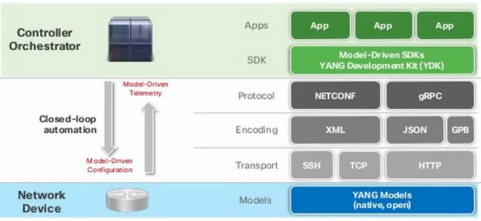 Controller
Orchestrator
Apps
App
App
App
SDK
Model-Driven SDKs
YANG Development Kit (YDK)
Model-Driven
Telemetry
Closed-loop
automation
Model-Driven
Configuration
Protocol
NETCONF
gRPC
Encoding
XML
JSON
GPB
Transport
SSH
TCP
HTTP
Network
Device
Models
YANG Models
(native, open)